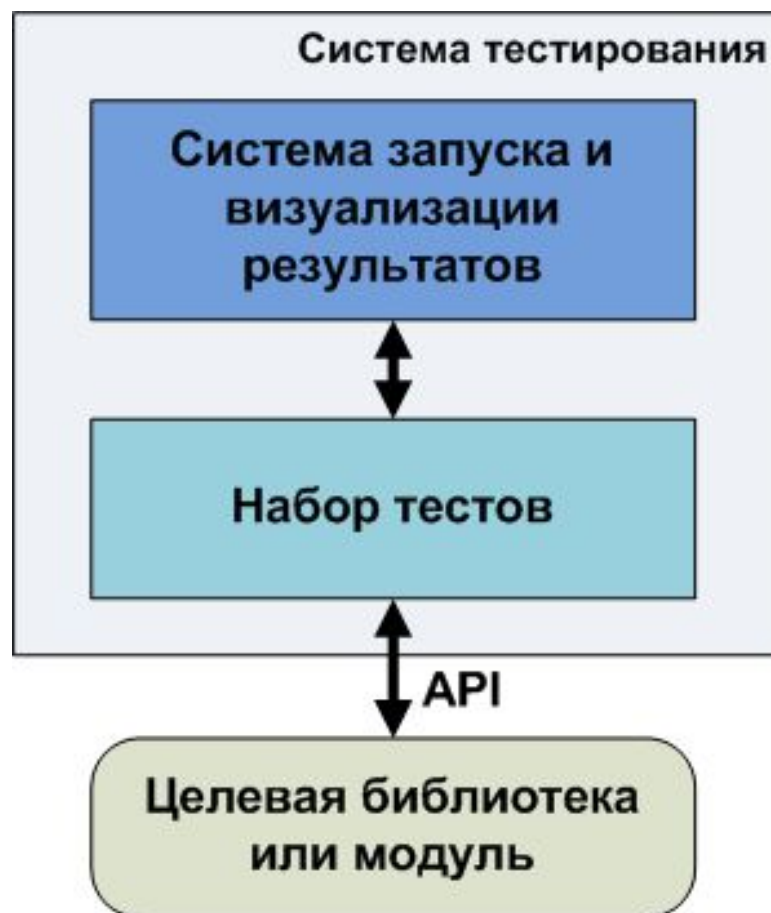 Система тестирования
Система запуска и
визуализации
результатов
Набор тестов
API
Целевая библиотека
или модуль